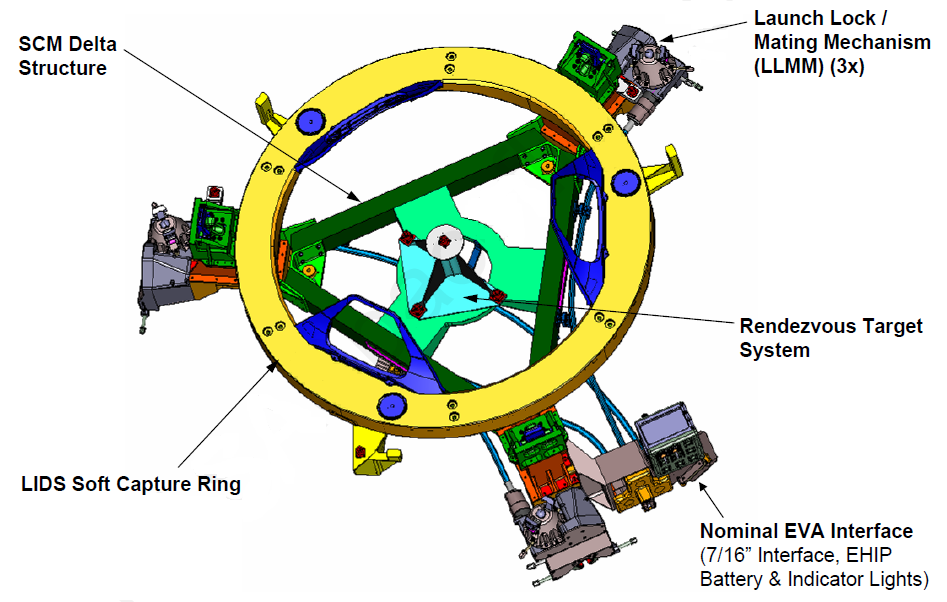 SCM Delta
Structure
Launch Lock /
Mating Mechanism
(LLMM) (3x)
Rendezvous Target
System
LIDS Soft Capture Ring
Nominal EVA Interface
(7/16” Interface, EHIP
Battery & Indicator Lights)